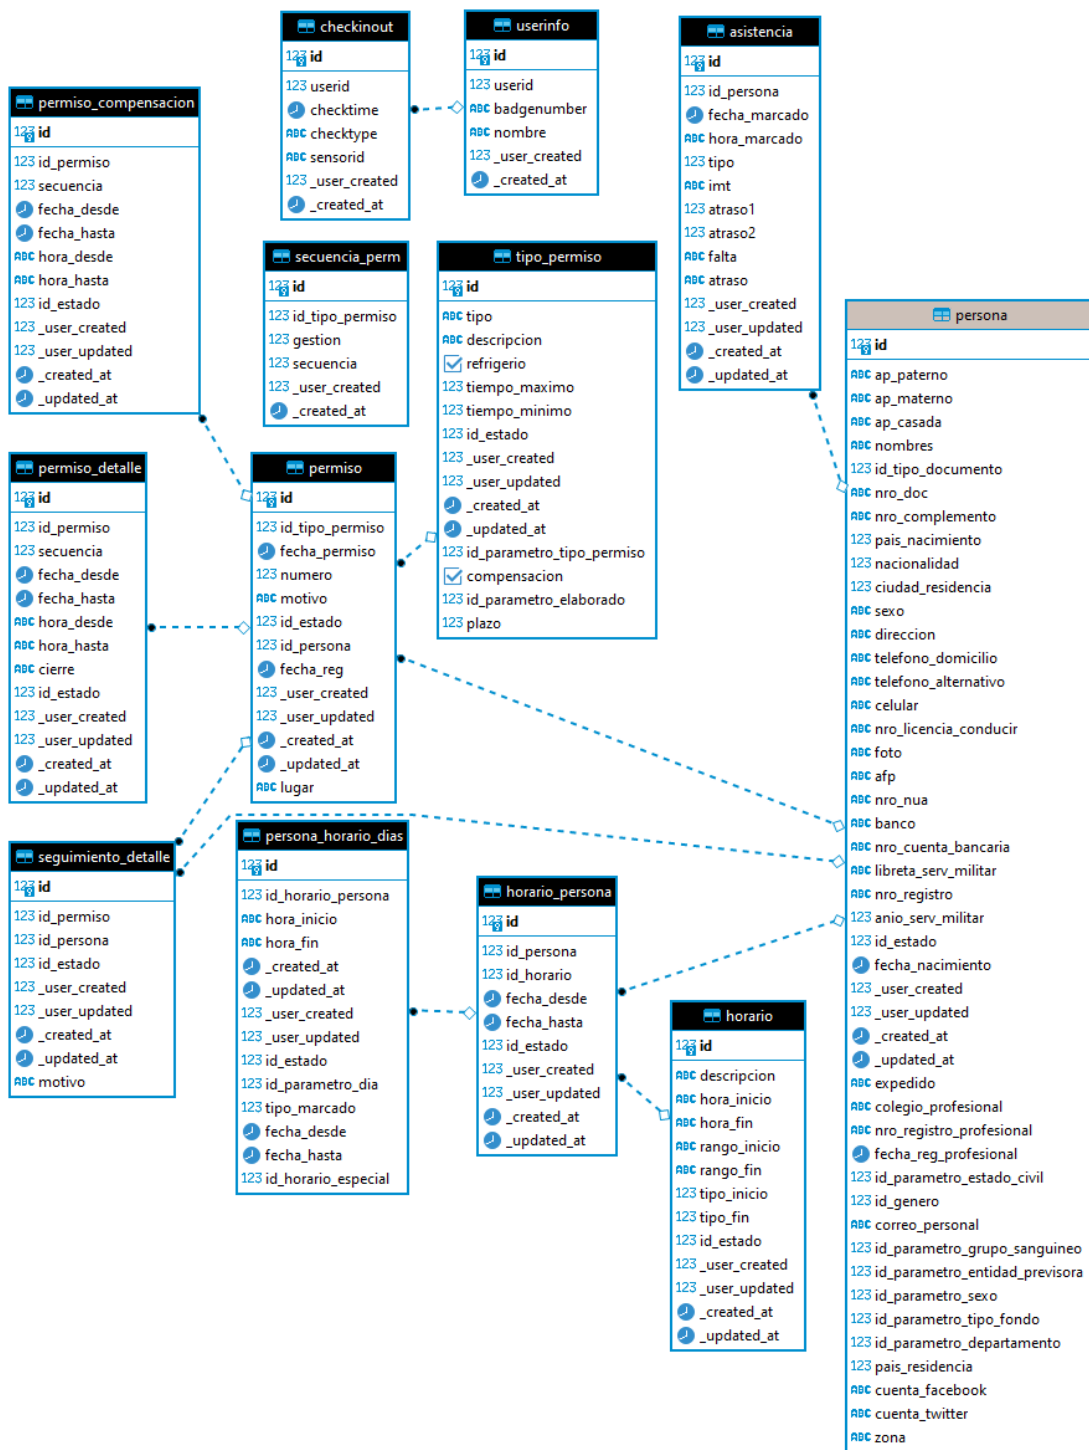 checkinout
id
userid
checktime
checktype
sensorid
_user_created
_created_at
userinfo
id
userid
badgenumber
nombre
_user_created
_created_at
asistencia
id
id_persona
fecha_marcado
hora_marcado
tipo
imt
atraso1
atraso2
falta
atraso
_user_created
_user_updated
_created_at
_updated_at
permiso_compensacion
id
id_permiso
secuencia
fecha_desde
fecha_hasta
hora_desde
hora_hasta
id_estado
_user_created
_user_updated
_created_at
_updated_at
secuencia_perm
id
id_tipo_permiso
gestion
secuencia
_user_created
_created_at
tipo_permiso
id
tipo
descripcion
refrigerio
tiempo_maximo
tiempo_minimo
id_estado
_user_created
_user_updated
_created_at
_updated_at
id_parametro_tipo_permiso
compensacion
id_parametro_elaborado
plazo
persona
id
ap_paterno
ap_materno
ap_casada
nombres
id_tipo_documento
nro_doc
nro_complemento
pais_nacimiento
nacionalidad
ciudad_residencia
sexo
direccion
telefono_domicilio
telefono_alternativo
celular
nro_licencia_conducir
foto
afp
nro_nua
banco
nro_cuenta_bancaria
libreta_serv_militar
nro_registro
anio_serv_militar
id_estado
fecha_nacimiento
_user_created
_user_updated
_created_at
_updated_at
expedido
colegio_profesional
nro_registro_profesional
fecha_reg_profesional
id_parametro_estado_civil
id_genero
correo_personal
id_parametro_grupo_sanguineo
id_parametro_entidad_previsora
id_parametro_sexo
id_parametro_tipo_fondo
id_parametro_departamento
pais_residencia
cuenta_facebook
cuenta_twitter
zona
permiso_detalle
id
id_permiso
secuencia
fecha_desde
fecha_hasta
hora_desde
hora_hasta
cierre
id_estado
_user_created
_user_updated
_created_at
_updated_at
permiso
id
id_tipo_permiso
fecha_permiso
numero
motivo
id_estado
id_persona
fecha_reg
_user_created
_user_updated
_created_at
_updated_at
lugar
seguimiento_detalle
id
id_permiso
id_persona
id_estado
_user_created
_user_updated
_created_at
_updated_at
motivo
persona_horario_dias
id
id_horario_persona
hora_inicio
hora_fin
_created_at
_updated_at
_user_created
_user_updated
id_estado
id_parametro_dia
tipo_marcado
fecha_desde
fecha_hasta
id_horario_especial
horario_persona
id
id_persona
id_horario
fecha_desde
fecha_hasta
id_estado
_user_created
_user_updated
_created_at
_updated_at
horario
id
descripcion
hora_inicio
hora_fin
rango_inicio
rango_fin
tipo_inicio
tipo_fin
id_estado
_user_created
_user_updated
_created_at
_updated_at